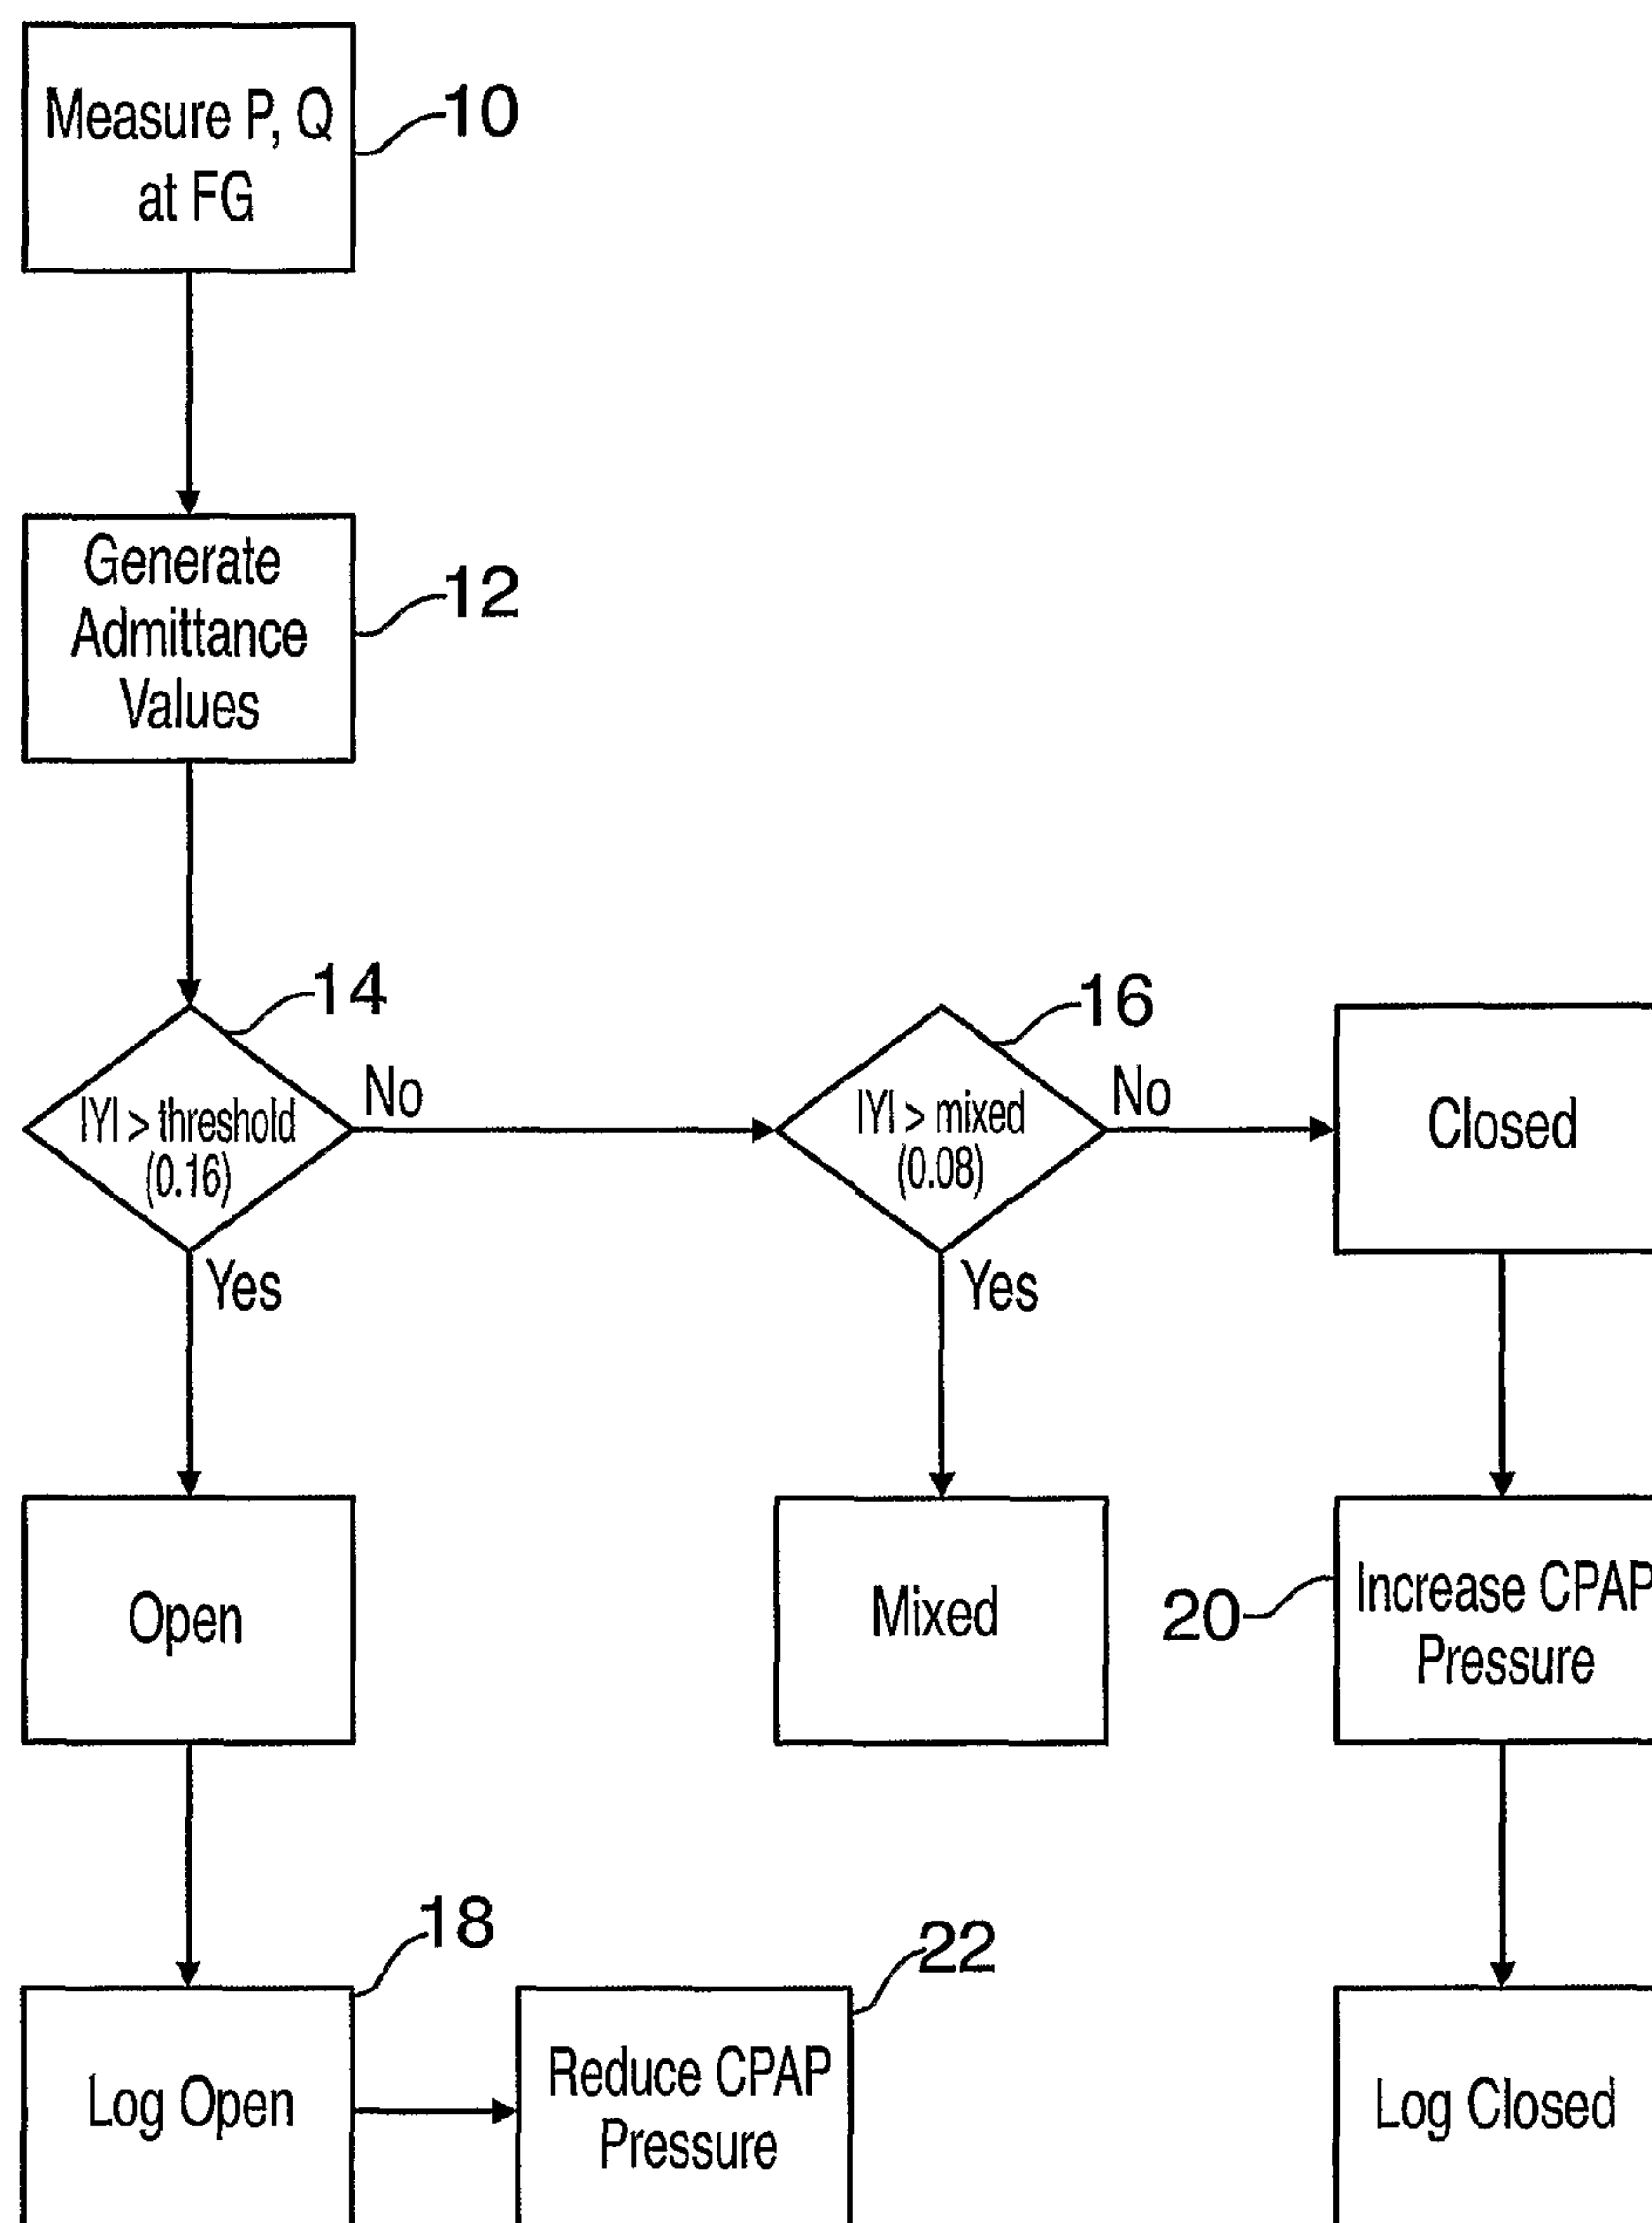 Measure P, Q
at FG
10
Generate
Admittance
Values
12
14
|Y| > threshold
(0.16)
No
Yes
16
|Y| > mixed
(0.08)
No
Yes
Closed
Open
Mixed
20
Increase CPAP
Pressure
18
Log Open
22
Reduce CPAP
Pressure
Log Closed